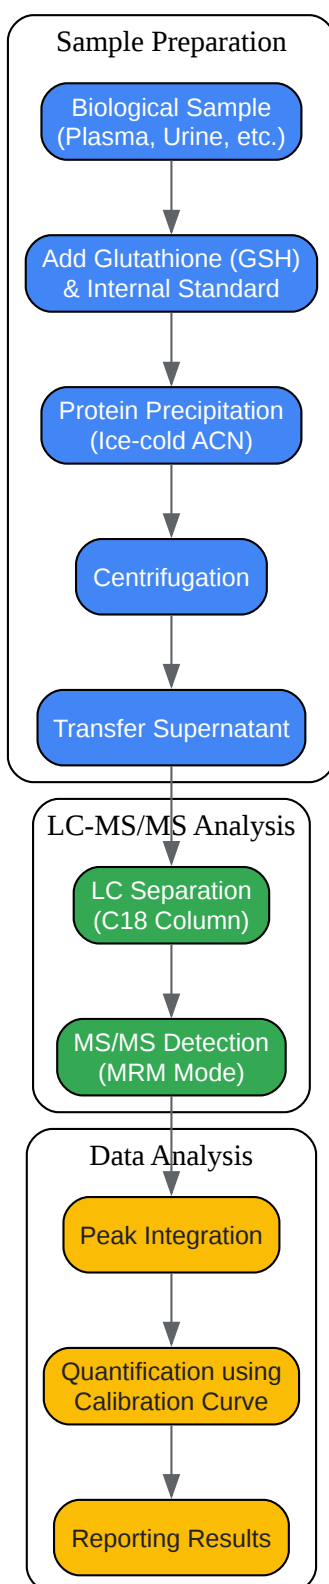 Sample Preparation
Biological Sample
(Plasma, Urine, etc.)
Add Glutathione (GSH)
& Internal Standard
Protein Precipitation
(Ice-cold ACN)
Centrifugation
Transfer Supernatant
LC-MS/MS Analysis
LC Separation
(C18 Column)
MS/MS Detection
(MRM Mode)
Data Analysis
Peak Integration
Quantification using
Calibration Curve
Reporting Results